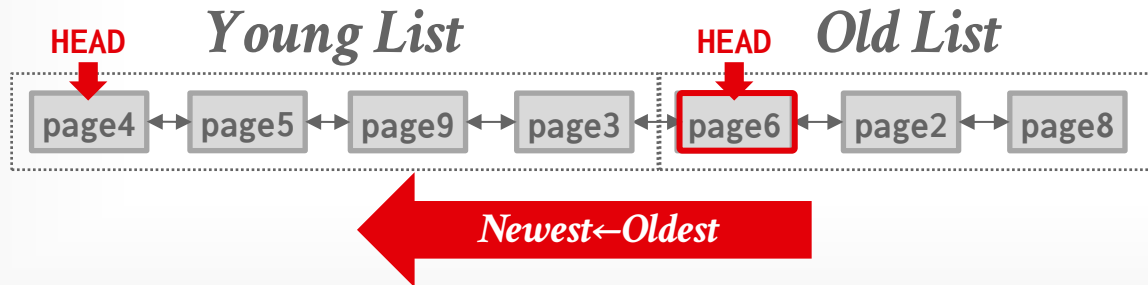 Young List
Old List
HEAD
HEAD
page4
page5
page9
page3
page6
page2
page8
Newest←Oldest